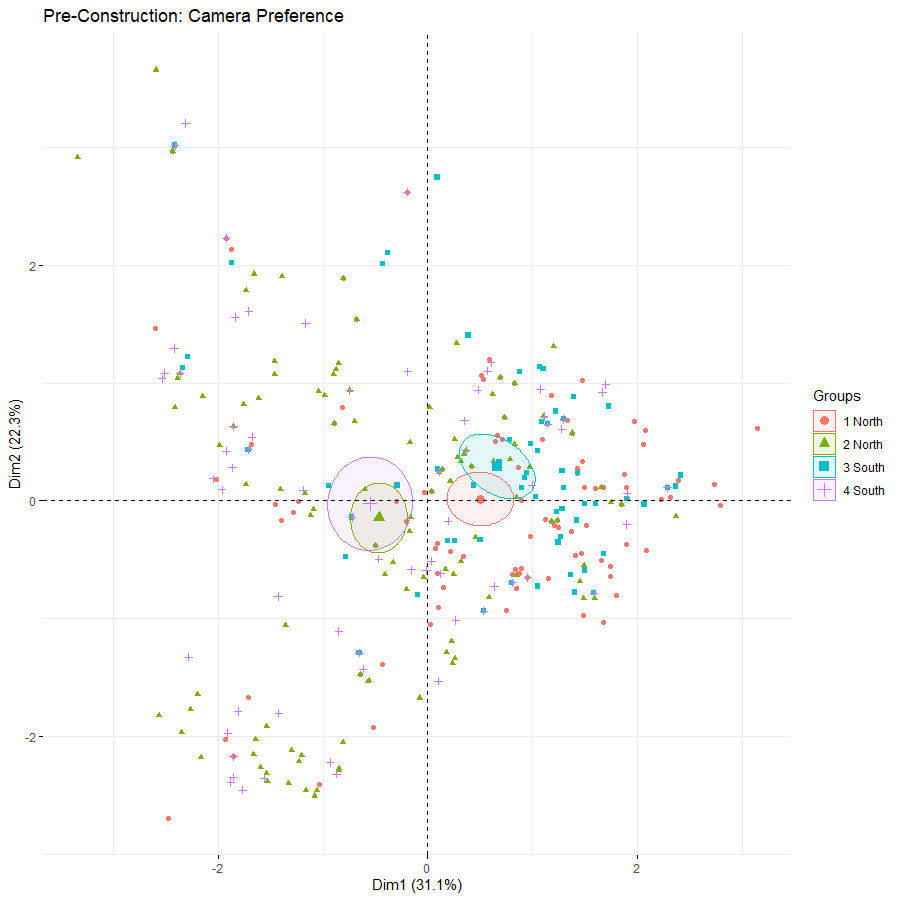 Pre-Construction: Camera Preference
Dim2 (22.3%)
2
0
-2
-2
0
2
Dim1 (31.1%)
Groups
1 North
2 North
3 South
4 South